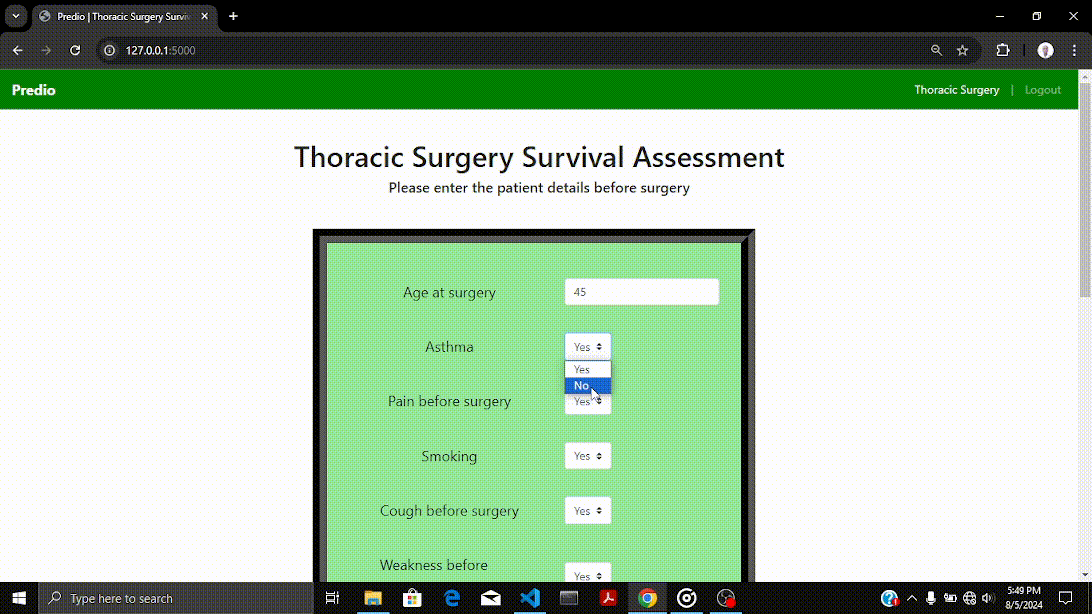 Predio | Thoracic Surgery Surviv
127.0.0.1:5000
Predio
Thoracic Surgery | Logout
Thoracic Surgery Survival Assessment
Please enter the patient details before surgery
Age at surgery 45
Asthma Yes
Yes
No
Pain before surgery Yes
Smoking Yes
Cough before surgery Yes
Weakness before
Yes
Type here to search
5:49 PM
8/5/2024